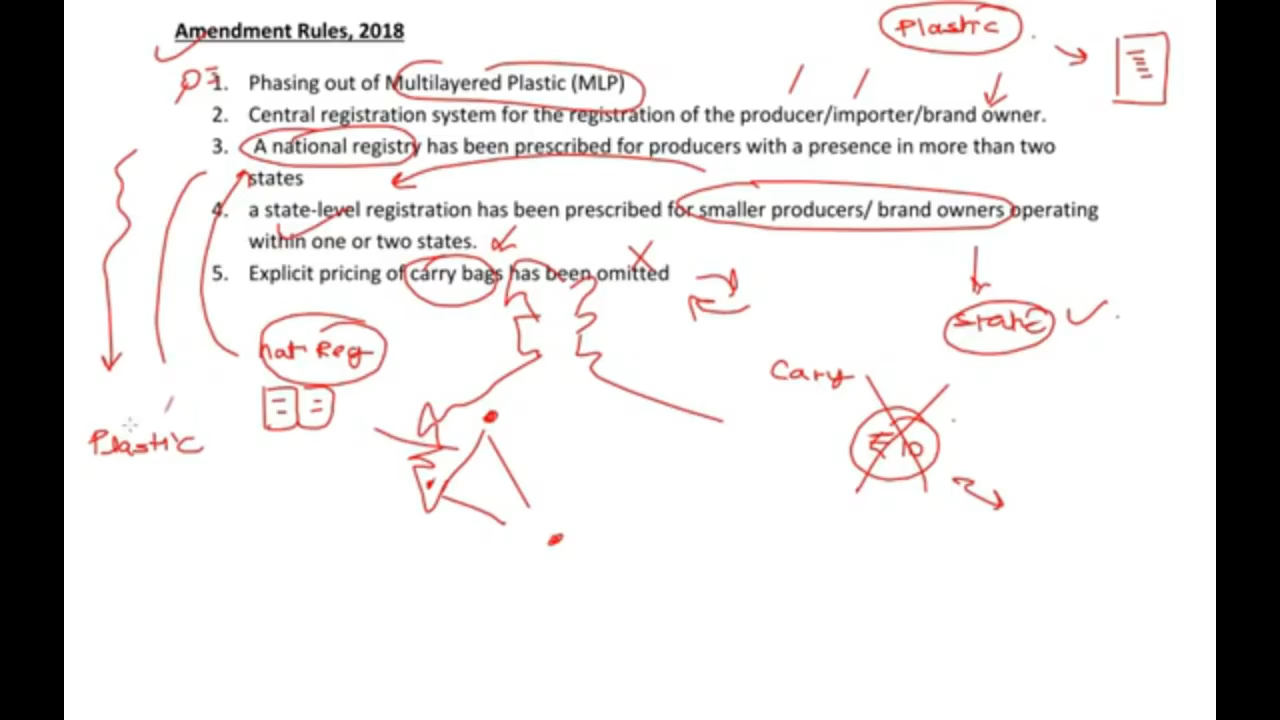 Amendment Rules, 2018
Plastic
1. Phasing out of Multilayered Plastic (MLP)
2. Central registration system for the registration of the producer/importer/brand owner.
3. A national registry has been prescribed for producers with a presence in more than two
states
4. a state-level registration has been prescribed for smaller producers/ brand owners operating
within one or two states.
5. Explicit pricing of carry bags has been omitted
State
nat Reg
Cary
₹10
Plastic